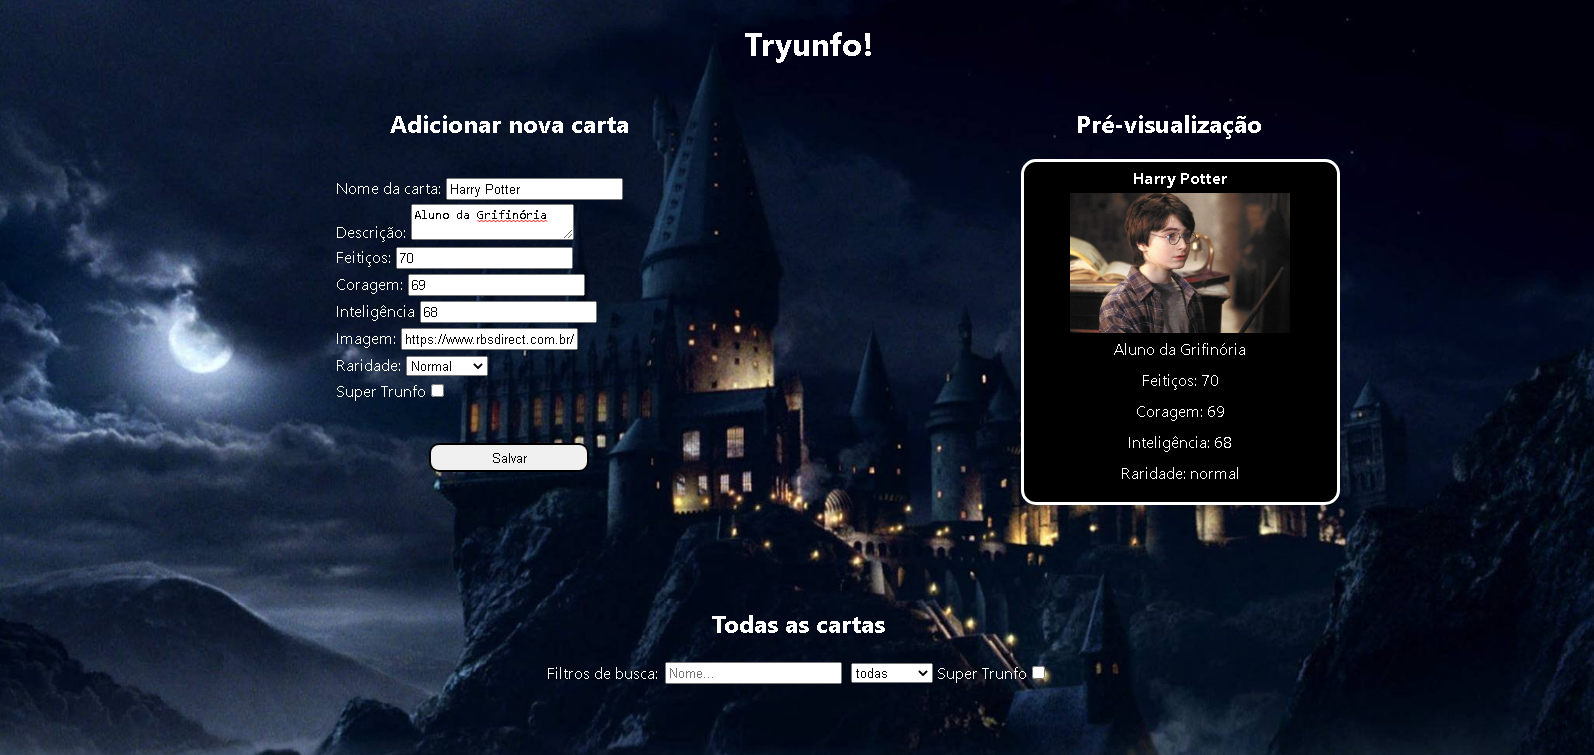 Tryunfo!
Adicionar nova carta
Nome da carta: Harry Potter
Descrição: Aluno da Grifinória
Feitiços: 70
Coragem: 69
Inteligência 68
Imagem: https://www.rbsdirect.com.br/
Raridade: Normal
Super Trunfo
Salvar
Pré-visualização
Harry Potter
Aluno da Grifinória
Feitiços: 70
Coragem: 69
Inteligência: 68
Raridade: normal
Todas as cartas
Filtros de busca: Nome... todas Super Trunfo